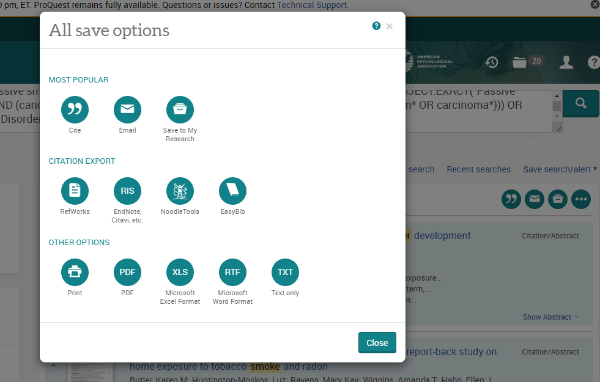 9 pm, ET. ProQuest remains fully available. Questions or issues? Contact Technical Support.
All save options
?
×
AMERICAN
PSYCHOLOGICAL
ASSOCIATION
20
?
MOST POPULAR
Cite
Email
Save to My
Research
CITATION EXPORT
RefWorks
RIS
EndNote,
Citavi, etc.
NoodleTools
EasyBib
OTHER OPTIONS
Print
PDF
PDF
XLS
Microsoft
Excel Format
RTF
Microsoft
Word Format
TXT
Text only
Close
BJECT.EXACT("Passive
ND (canc
m* OR carcinoma*))) OR
Disorder
search
Recent searches
Save search/alert
development
Citation/Abstract
exposure...
term,...
Show Abstract
report-back study on
Citation/Abstract
home exposure to tobacco smoke and radon
Butler, Karen M; Huntington-Moskos, Luz; Rayens, Mary Kay; Wiggins, Amanda T; Hahn, Ellen J